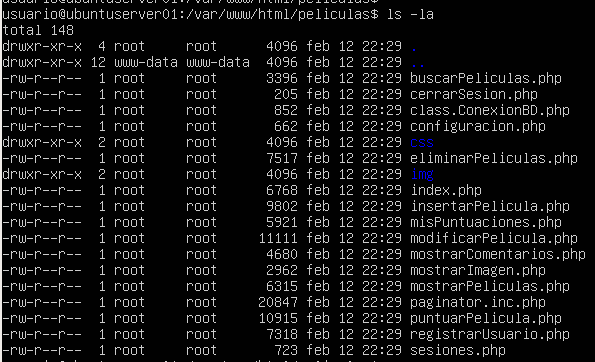 usuario@ubuntuserver01:/var/www/html/peliculas$
usuario@ubuntuserver01:/var/www/html/peliculas$ ls -la
total 148
drwxr-xr-x 4 root root 4096 feb 12 22:29 .
drwxr-xr-x 12 www-data www-data 4096 feb 12 22:29 ..
-rw-r--r-- 1 root root 3396 feb 12 22:29 buscarPeliculas.php
-rw-r--r-- 1 root root 205 feb 12 22:29 cerrarSesion.php
-rw-r--r-- 1 root root 852 feb 12 22:29 class.ConexionBD.php
-rw-r--r-- 1 root root 662 feb 12 22:29 configuracion.php
drwxr-xr-x 2 root root 4096 feb 12 22:29 css
-rw-r--r-- 1 root root 7517 feb 12 22:29 eliminarPeliculas.php
drwxr-xr-x 2 root root 4096 feb 12 22:29 img
-rw-r--r-- 1 root root 6768 feb 12 22:29 index.php
-rw-r--r-- 1 root root 9802 feb 12 22:29 insertarPelicula.php
-rw-r--r-- 1 root root 5921 feb 12 22:29 misPuntuaciones.php
-rw-r--r-- 1 root root 11111 feb 12 22:29 modificarPelicula.php
-rw-r--r-- 1 root root 4680 feb 12 22:29 mostrarComentarios.php
-rw-r--r-- 1 root root 2962 feb 12 22:29 mostrarImagen.php
-rw-r--r-- 1 root root 6315 feb 12 22:29 mostrarPeliculas.php
-rw-r--r-- 1 root root 20847 feb 12 22:29 paginator.inc.php
-rw-r--r-- 1 root root 10915 feb 12 22:29 puntuarPelicula.php
-rw-r--r-- 1 root root 7318 feb 12 22:29 registrarUsuario.php
-rw-r--r-- 1 root root 723 feb 12 22:29 sesiones.php